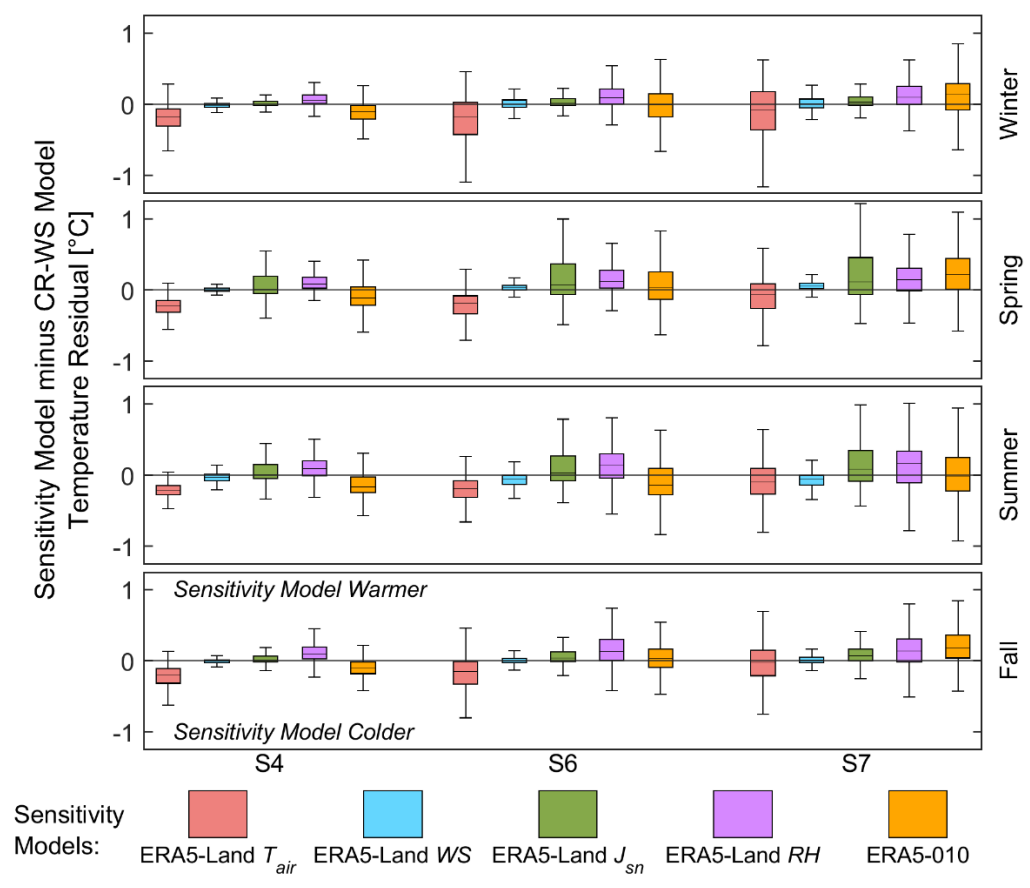 Sensitivity Model minus CR-WS Model
Temperature Residual [°C]
1
0
-1
Winter
1
0
-1
Spring
1
0
-1
Summer
1
0
-1
Fall
Sensitivity Model Warmer
Sensitivity Model Colder
S4 S6 S7
Sensitivity
Models:
ERA5-Land Tair ERA5-Land WS ERA5-Land Jsn ERA5-Land RH ERA5-010